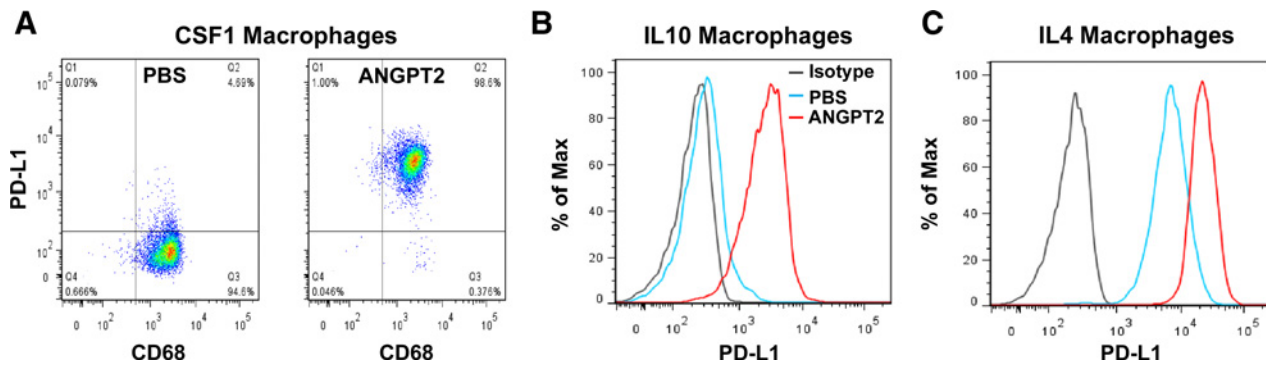 A
CSF1 Macrophages
PD-L1
Q1
0.079%
PBS
Q2
4.69%
10^5
10^4
10^3
10^2
0
Q4
0.666%
Q3
94.6%
0 10^3 10^4 10^5
CD68
Q1
1.00%
ANGPT2
Q2
98.6%
Q4
0.046%
Q3
0.376%
0 10^3 10^4 10^5
CD68
B
IL10 Macrophages
% of Max
100
80
60
40
20
0
Isotype
PBS
ANGPT2
0 10^2 10^3 10^4 10^5
PD-L1
C
IL4 Macrophages
% of Max
100
80
60
40
20
0
0 10^2 10^3 10^4 10^5
PD-L1